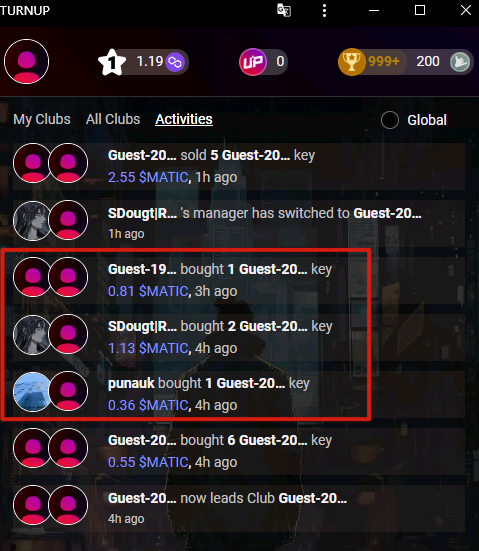 TURNUP
1 1.19 UP 0 999+ 200
My Clubs All Clubs Activities Global
Guest-20... sold 5 Guest-20... key
2.55 $MATIC, 1h ago
SDougt|R... 's manager has switched to Guest-20...
1h ago
Guest-19... bought 1 Guest-20... key
0.81 $MATIC, 3h ago
SDougt|R... bought 2 Guest-20... key
1.13 $MATIC, 4h ago
punauk bought 1 Guest-20... key
0.36 $MATIC, 4h ago
Guest-20... bought 6 Guest-20... key
0.55 $MATIC, 4h ago
Guest-20... now leads Club Guest-20...
4h ago